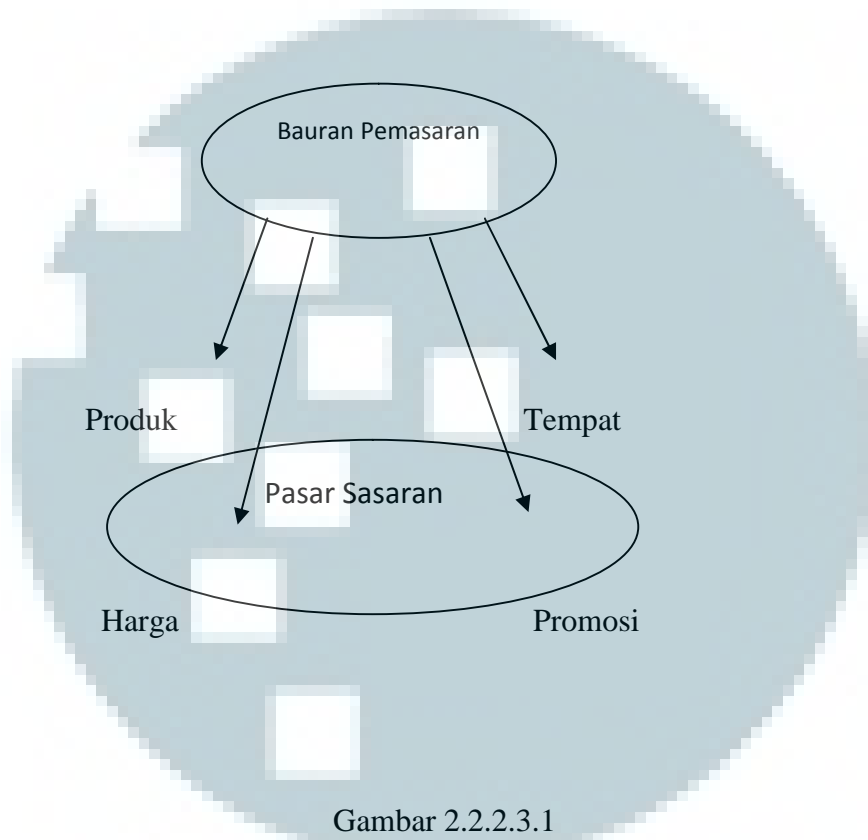 Bauran Pemasaran
Produk Tempat
Pasar Sasaran
Harga Promosi
Gambar 2.2.2.3.1